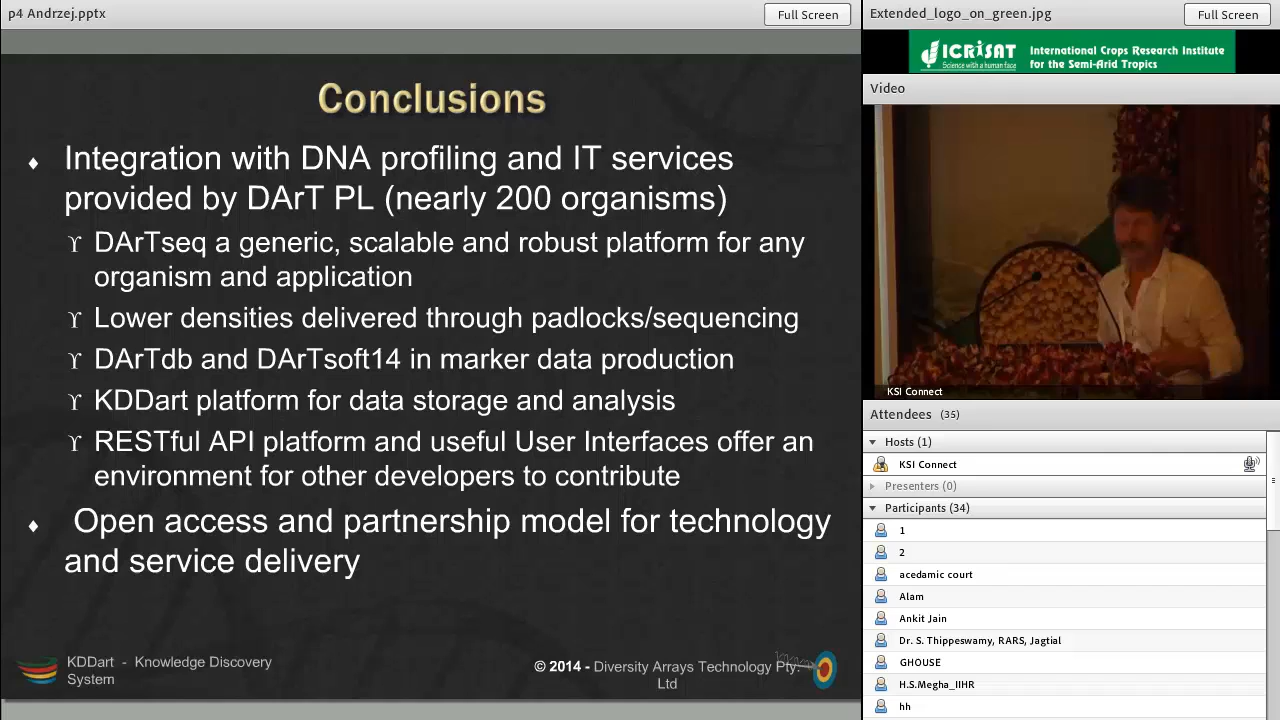 p4 Andrzej.pptx
Full Screen
Conclusions
Integration with DNA profiling and IT services
provided by DArT PL (nearly 200 organisms)
DArTseq a generic, scalable and robust platform for any
organism and application
Lower densities delivered through padlocks/sequencing
DArTdb and DArTsoft14 in marker data production
KDDart platform for data storage and analysis
RESTful API platform and useful User Interfaces offer an
environment for other developers to contribute
Open access and partnership model for technology
and service delivery
KDDart - Knowledge Discovery
System
© 2014 - Diversity Arrays Technology Pty.
Ltd
Extended_logo_on_green.jpg
Full Screen
ICRISAT
Science with a human face
International Crops Research Institute
for the Semi-Arid Tropics
Video
KSI Connect
Attendees (35)
Hosts (1)
KSI Connect
Presenters (0)
Participants (34)
1
2
acedamic court
Alam
Ankit Jain
Dr. S. Thippeswamy, RARS, Jagtial
GHOUSE
H.S.Megha_IIHR
hh